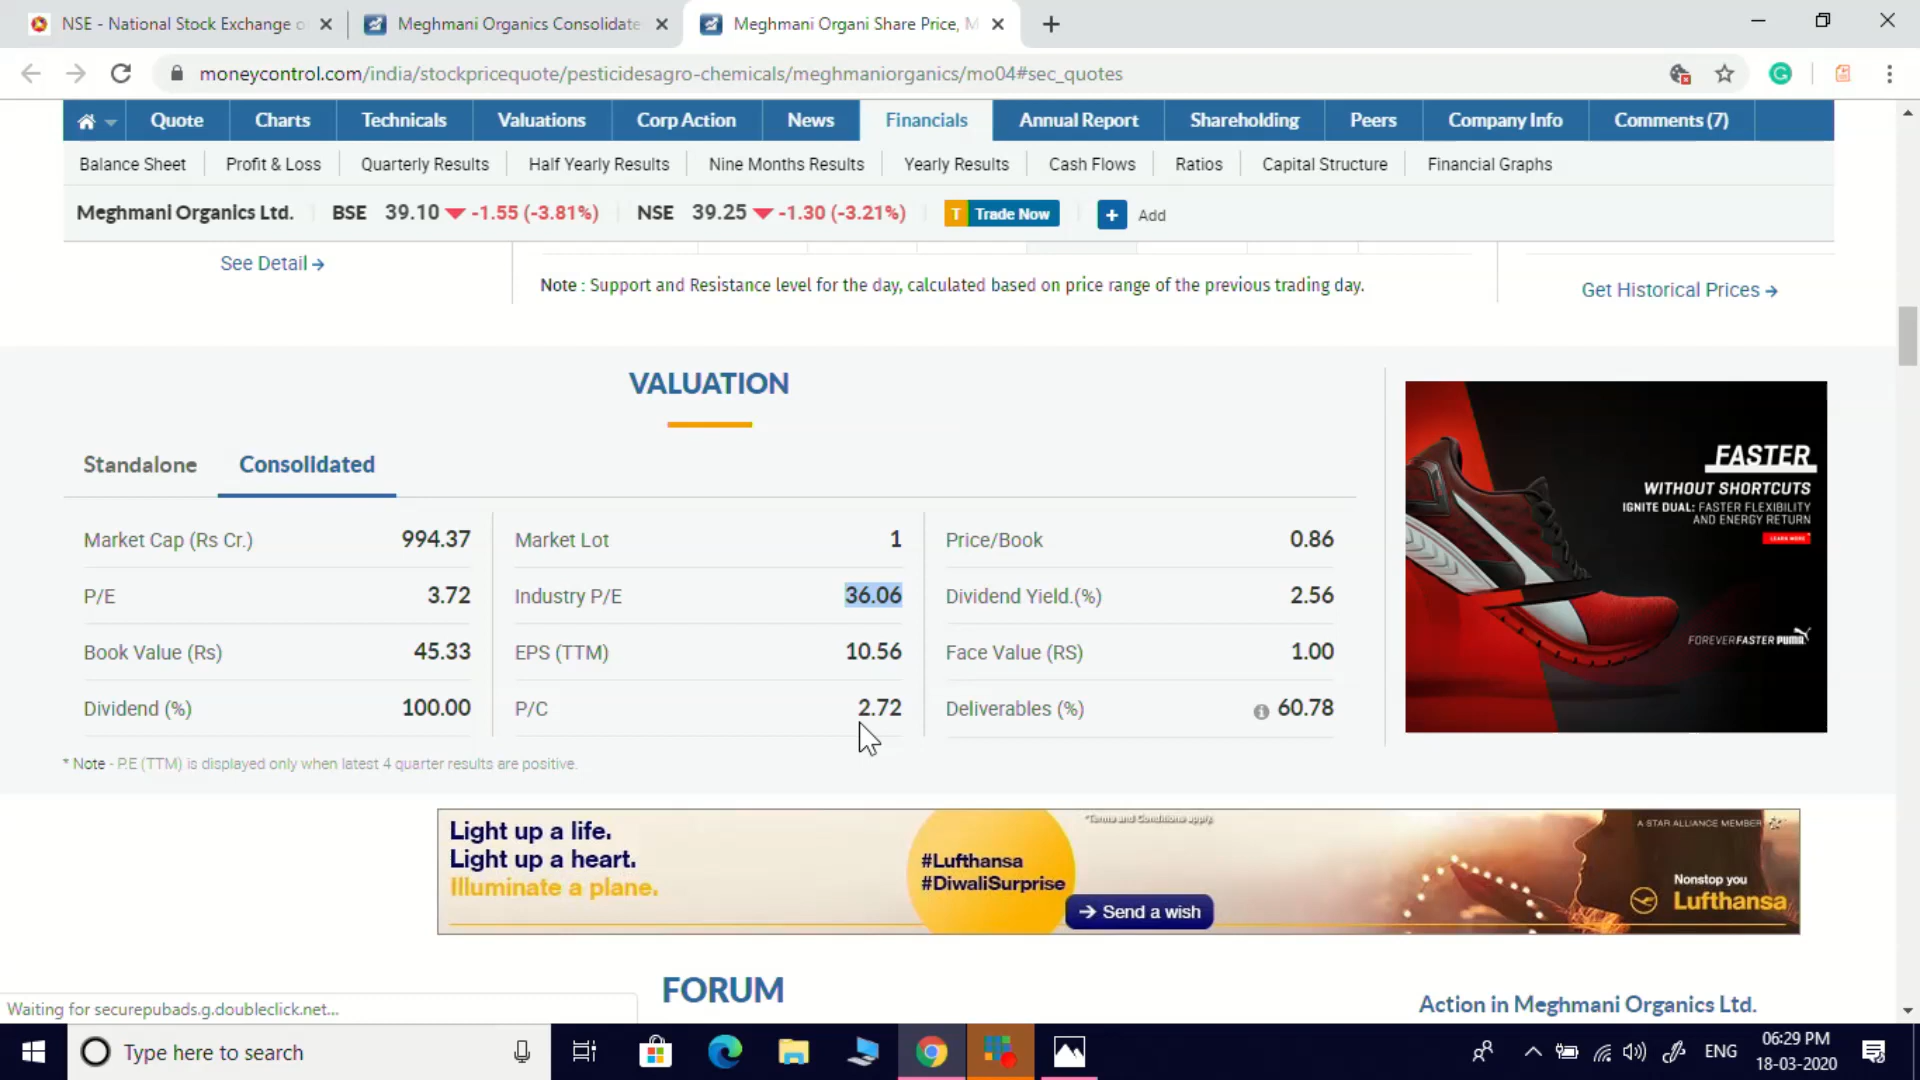 NSE - National Stock Exchange o
Meghmani Organics Consolidate
Meghmani Organi Share Price, M
moneycontrol.com/india/stockpricequote/pesticidesagro-chemicals/meghmaniorganics/mo04#sec_quotes
Quote Charts Technicals Valuations Corp Action News Financials Annual Report Shareholding Peers Company Info Comments (7)
Balance Sheet Profit & Loss Quarterly Results Half Yearly Results Nine Months Results Yearly Results Cash Flows Ratios Capital Structure Financial Graphs
Meghmani Organics Ltd. BSE 39.10 -1.55 (-3.81%) NSE 39.25 -1.30 (-3.21%) T Trade Now + Add
See Detail →
Note : Support and Resistance level for the day, calculated based on price range of the previous trading day.
Get Historical Prices →
VALUATION
Standalone Consolidated
Market Cap (Rs Cr.) 994.37 Market Lot 1 Price/Book 0.86
P/E 3.72 Industry P/E 36.06 Dividend Yield.(%) 2.56
Book Value (Rs) 45.33 EPS (TTM) 10.56 Face Value (RS) 1.00
Dividend (%) 100.00 P/C 2.72 Deliverables (%) 60.78
* Note - P.E (TTM) is displayed only when latest 4 quarter results are positive.
FASTER
WITHOUT SHORTCUTS
IGNITE DUAL: FASTER FLEXIBILITY
AND ENERGY RETURN
LEARN MORE
FOREVER FASTER PUMA
Light up a life.
Light up a heart.
Illuminate a plane.
*Terms and Conditions apply.
#Lufthansa
#DiwaliSurprise
→ Send a wish
A STAR ALLIANCE MEMBER
Nonstop you
Lufthansa
FORUM
Action in Meghmani Organics Ltd.
Waiting for securepubads.g.doubleclick.net...
Type here to search
ENG
06:29 PM
18-03-2020